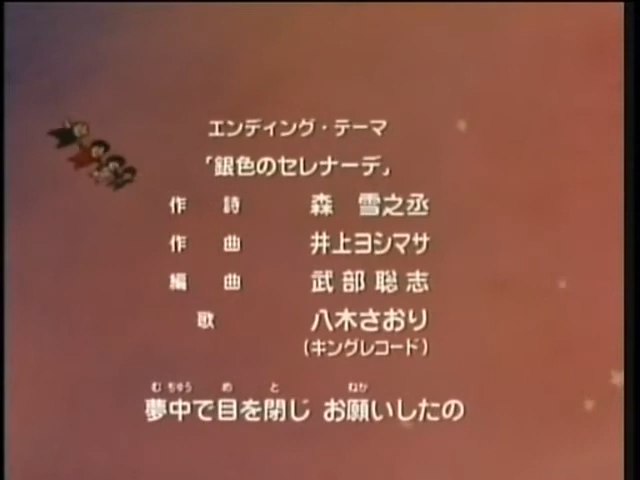 エンディング・テーマ
「銀色のセレナーデ」
作 詩 森 雪之丞
作 曲 井上ヨシマサ
編 曲 武部聡志
歌 八木さおり
(キングレコード)
む ちゅう め と ねが
夢中で目を閉じ お願いしたの